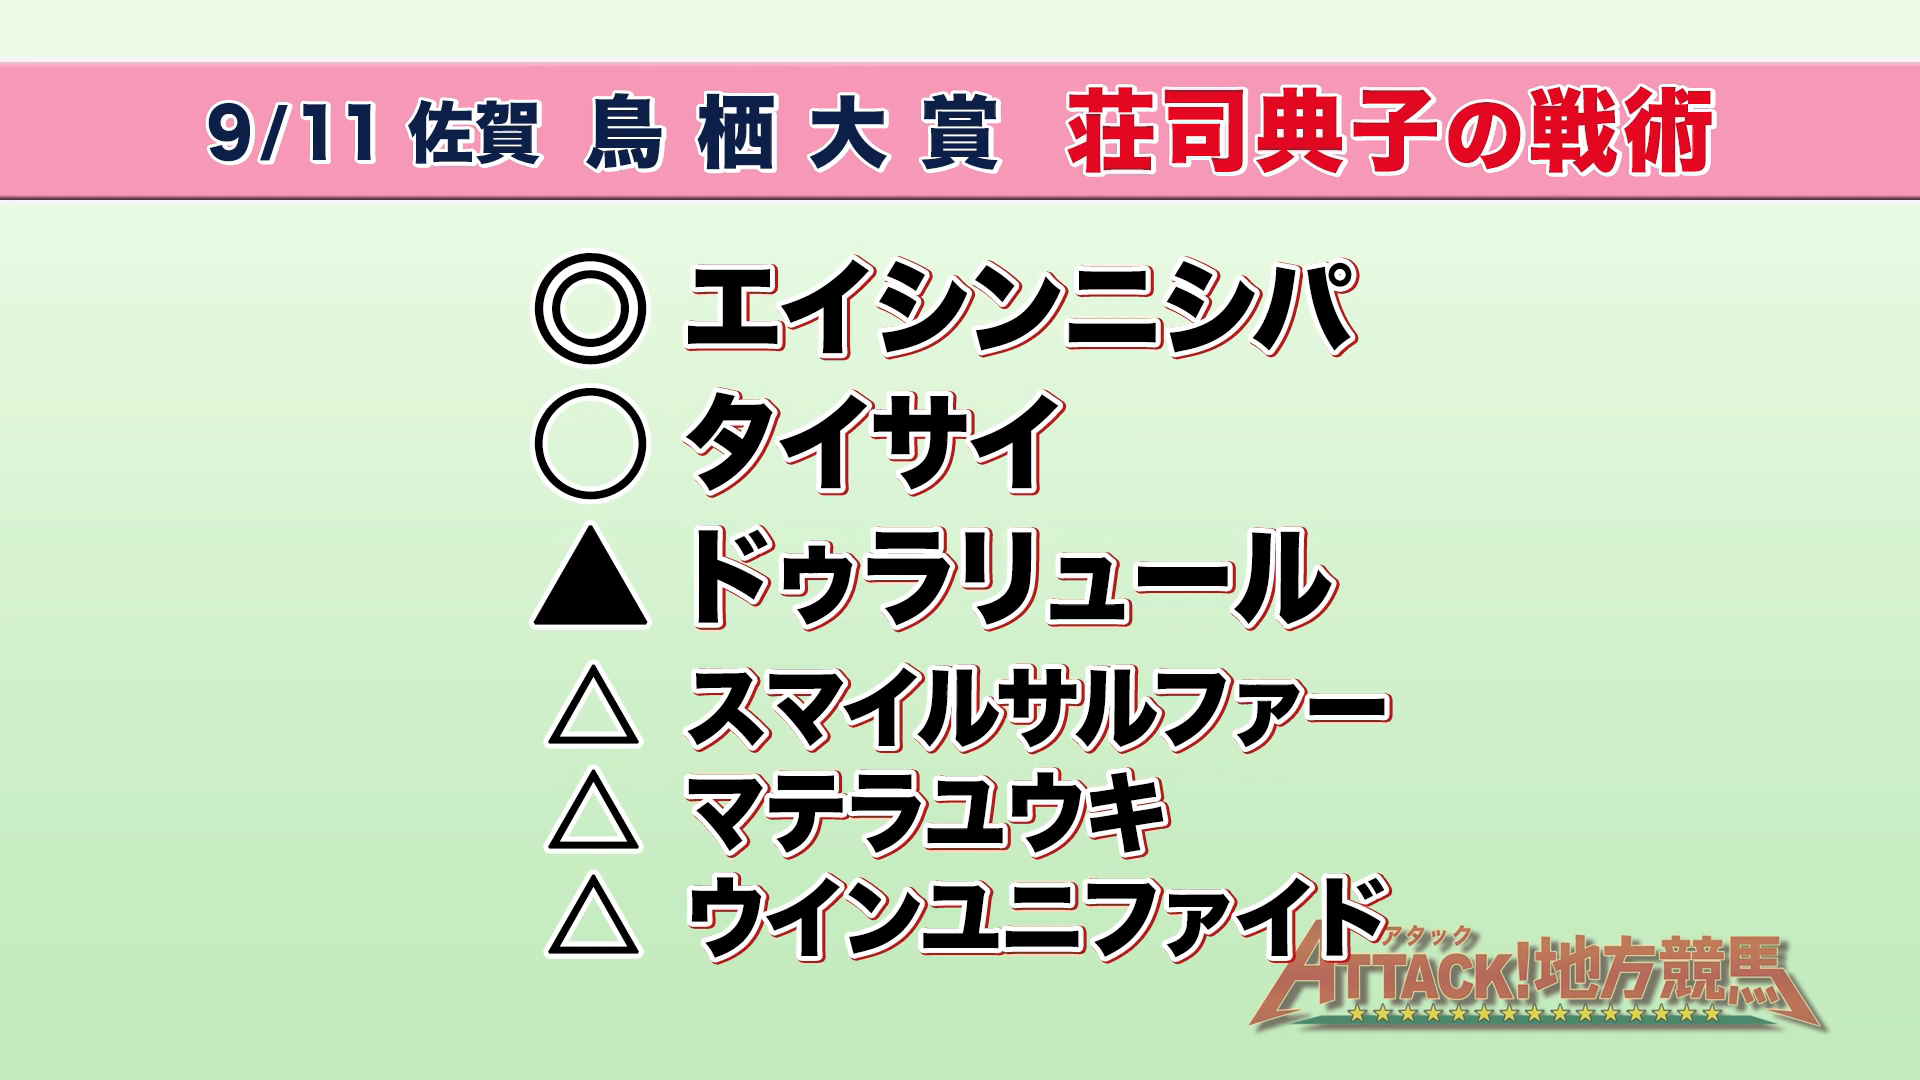 9/11 佐賀 鳥栖大賞 荘司典子の戦術
◎ エイシンニシパ
○ タイサイ
▲ ドゥラリュール
△ スマイルサルファー
△ マテラユウキ
△ ウインユニファイド
アタック
ATTACK!地方競馬